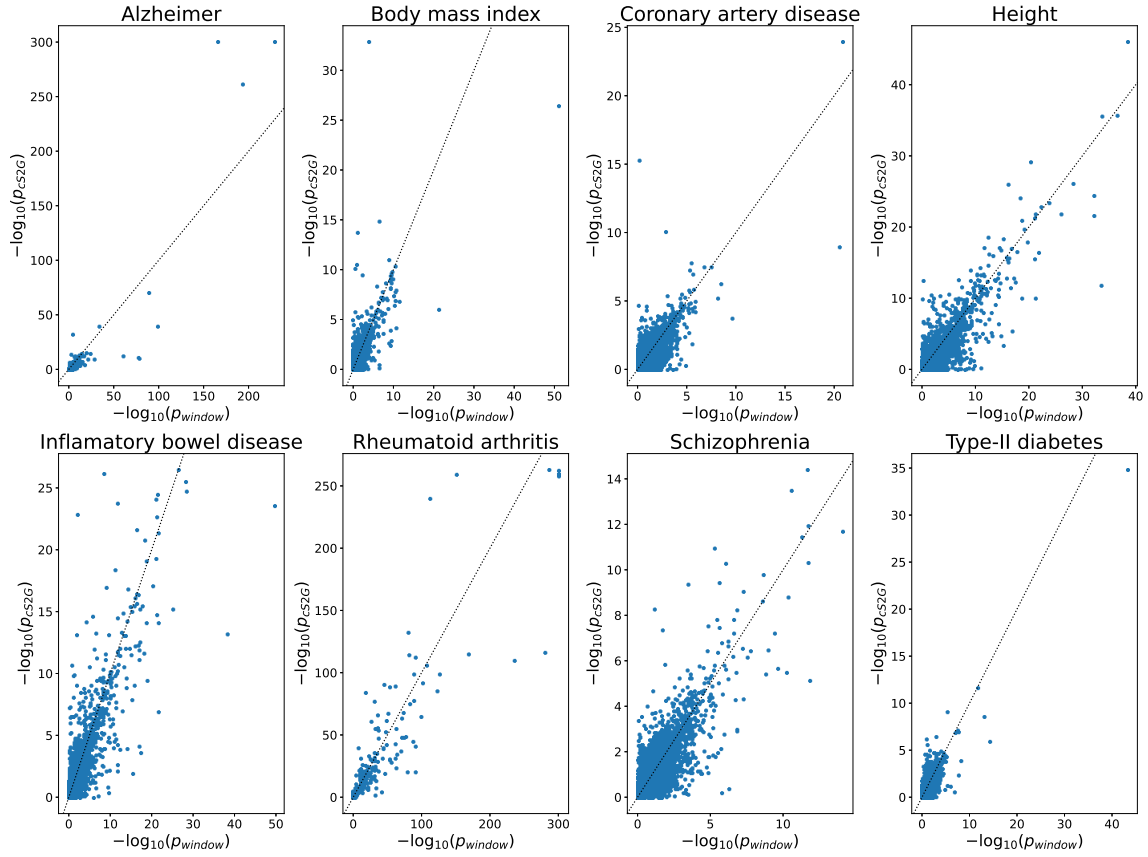 Alzheimer
Body mass index
Coronary artery disease
Height
300
250
200
150
100
50
0
−log10(pcS2G)
0 50 100 150 200
−log10(pwindow)
30
25
20
15
10
5
0
−log10(pcS2G)
0 10 20 30 40 50
−log10(pwindow)
25
20
15
10
5
0
−log10(pcS2G)
0 5 10 15 20
−log10(pwindow)
40
30
20
10
0
−log10(pcS2G)
0 10 20 30 40
−log10(pwindow)
Inflamatory bowel disease
Rheumatoid arthritis
Schizophrenia
Type-II diabetes
25
20
15
10
5
0
−log10(pcS2G)
0 10 20 30 40 50
−log10(pwindow)
250
200
150
100
50
0
−log10(pcS2G)
0 100 200 300
−log10(pwindow)
14
12
10
8
6
4
2
0
−log10(pcS2G)
0 5 10
−log10(pwindow)
35
30
25
20
15
10
5
0
−log10(pcS2G)
0 10 20 30 40
−log10(pwindow)